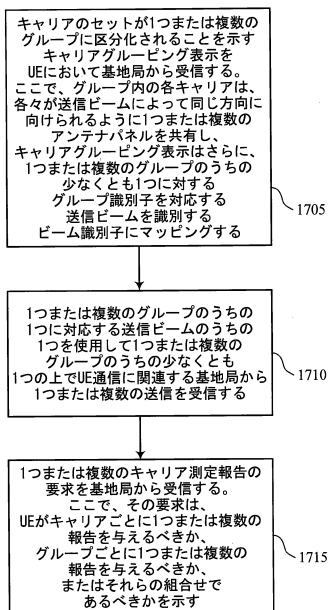 キャリアのセットが1つまたは複数の
グループに区分化されることを示す
キャリアグルーピング表示を
UEにおいて基地局から受信する。
ここで、グループ内の各キャリアは、
各々が送信ビームによって同じ方向に
向けられるように1つまたは複数の
アンテナパネルを共有し、
キャリアグルーピング表示はさらに、
1つまたは複数のグループのうちの
少なくとも1つに対する
グループ識別子を対応する
送信ビームを識別する
ビーム識別子にマッピングする
1705
1つまたは複数のグループのうちの
1つに対応する送信ビームのうちの
1つを使用して1つまたは複数の
グループのうちの少なくとも
1つの上でUE通信に関連する基地局から
1つまたは複数の送信を受信する
1710
1つまたは複数のキャリア測定報告の
要求を基地局から受信する。
ここで、その要求は、
UEがキャリアごとに1つまたは複数の
報告を与えるべきか、
グループごとに1つまたは複数の
報告を与えるべきか、
またはそれらの組合せで
あるべきかを示す
1715